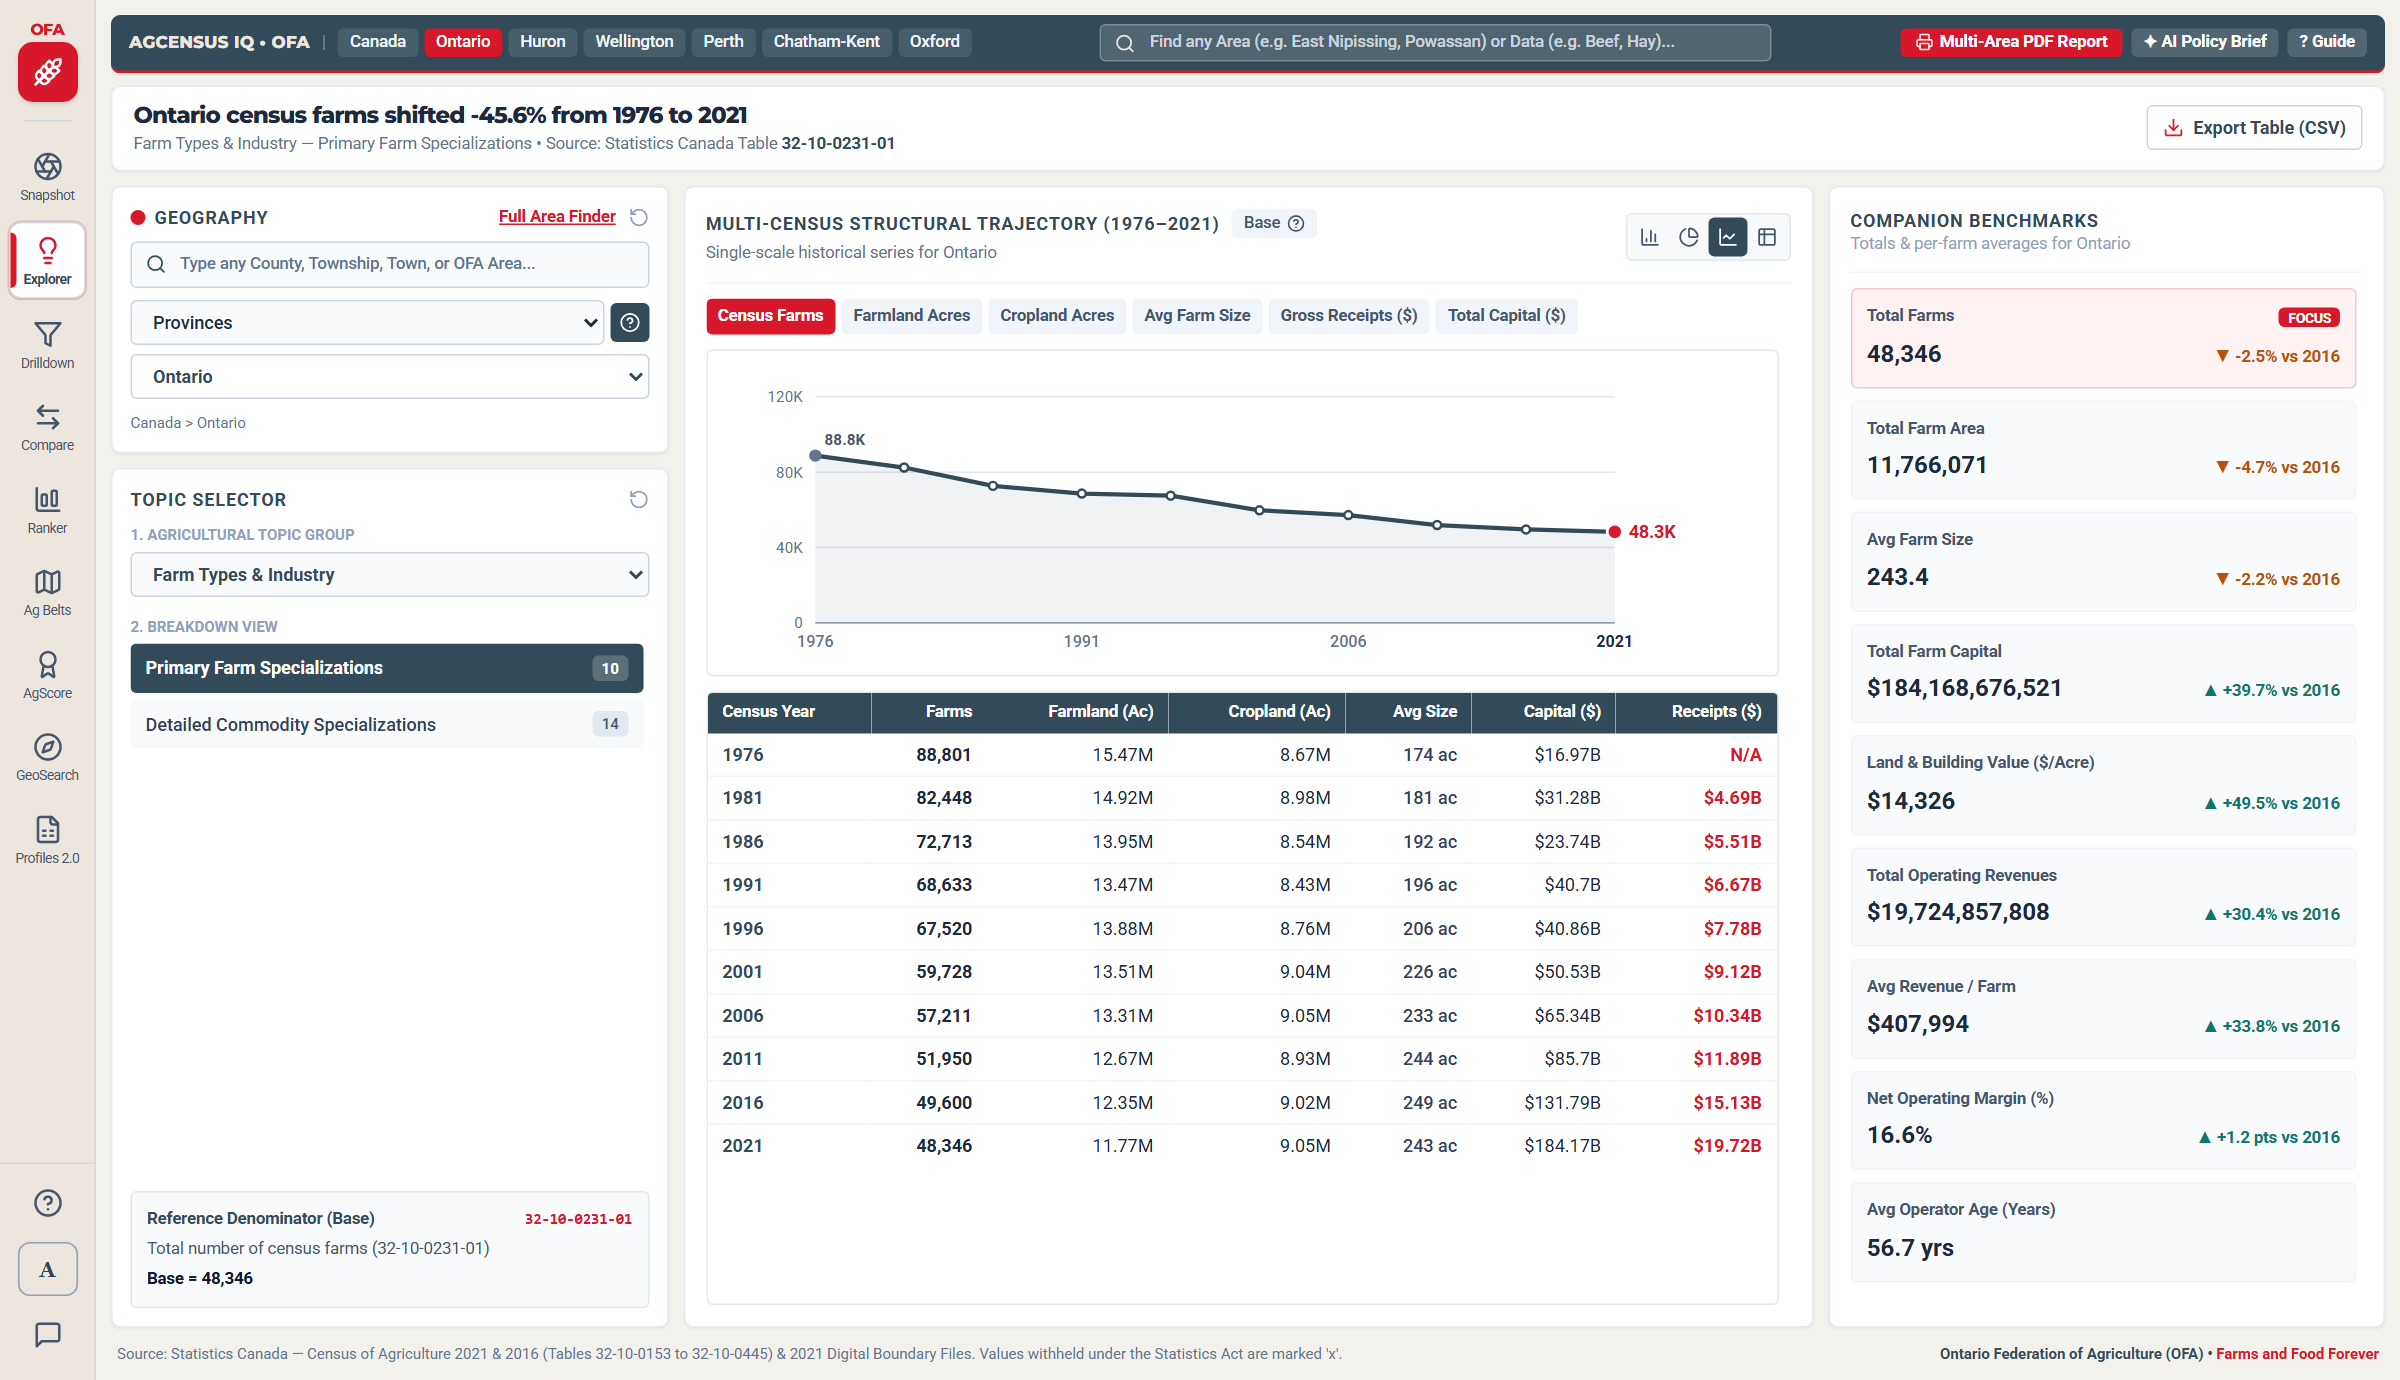 OFA
Snapshot
Explorer
Drilldown
Compare
Ranker
Ag Belts
AgScore
GeoSearch
Profiles 2.0
A
AGCENSUS IQ • OFA
Canada
Ontario
Huron
Wellington
Perth
Chatham-Kent
Oxford
Find any Area (e.g. East Nipissing, Powassan) or Data (e.g. Beef, Hay)...
Multi-Area PDF Report
✦ AI Policy Brief
? Guide
Ontario census farms shifted -45.6% from 1976 to 2021
Farm Types & Industry — Primary Farm Specializations • Source: Statistics Canada Table 32-10-0231-01
Export Table (CSV)
GEOGRAPHY
Full Area Finder
Type any County, Township, Town, or OFA Area...
Provinces
Ontario
Canada > Ontario
TOPIC SELECTOR
1. AGRICULTURAL TOPIC GROUP
Farm Types & Industry
2. BREAKDOWN VIEW
Primary Farm Specializations 10
Detailed Commodity Specializations 14
Reference Denominator (Base) 32-10-0231-01
Total number of census farms (32-10-0231-01)
Base = 48,346
MULTI-CENSUS STRUCTURAL TRAJECTORY (1976–2021) Base ?
Single-scale historical series for Ontario
Census Farms
Farmland Acres
Cropland Acres
Avg Farm Size
Gross Receipts ($)
Total Capital ($)
120K
88.8K
80K
48.3K
40K
0
1976 1991 2006 2021
Census Year Farms Farmland (Ac) Cropland (Ac) Avg Size Capital ($) Receipts ($)
1976 88,801 15.47M 8.67M 174 ac $16.97B N/A
1981 82,448 14.92M 8.98M 181 ac $31.28B $4.69B
1986 72,713 13.95M 8.54M 192 ac $23.74B $5.51B
1991 68,633 13.47M 8.43M 196 ac $40.7B $6.67B
1996 67,520 13.88M 8.76M 206 ac $40.86B $7.78B
2001 59,728 13.51M 9.04M 226 ac $50.53B $9.12B
2006 57,211 13.31M 9.05M 233 ac $65.34B $10.34B
2011 51,950 12.67M 8.93M 244 ac $85.7B $11.89B
2016 49,600 12.35M 9.02M 249 ac $131.79B $15.13B
2021 48,346 11.77M 9.05M 243 ac $184.17B $19.72B
COMPANION BENCHMARKS
Totals & per-farm averages for Ontario
Total Farms FOCUS
48,346 ▼ -2.5% vs 2016
Total Farm Area
11,766,071 ▼ -4.7% vs 2016
Avg Farm Size
243.4 ▼ -2.2% vs 2016
Total Farm Capital
$184,168,676,521 ▲ +39.7% vs 2016
Land & Building Value ($/Acre)
$14,326 ▲ +49.5% vs 2016
Total Operating Revenues
$19,724,857,808 ▲ +30.4% vs 2016
Avg Revenue / Farm
$407,994 ▲ +33.8% vs 2016
Net Operating Margin (%)
16.6% ▲ +1.2 pts vs 2016
Avg Operator Age (Years)
56.7 yrs
Source: Statistics Canada — Census of Agriculture 2021 & 2016 (Tables 32-10-0153 to 32-10-0445) & 2021 Digital Boundary Files. Values withheld under the Statistics Act are marked 'x'.
Ontario Federation of Agriculture (OFA) • Farms and Food Forever